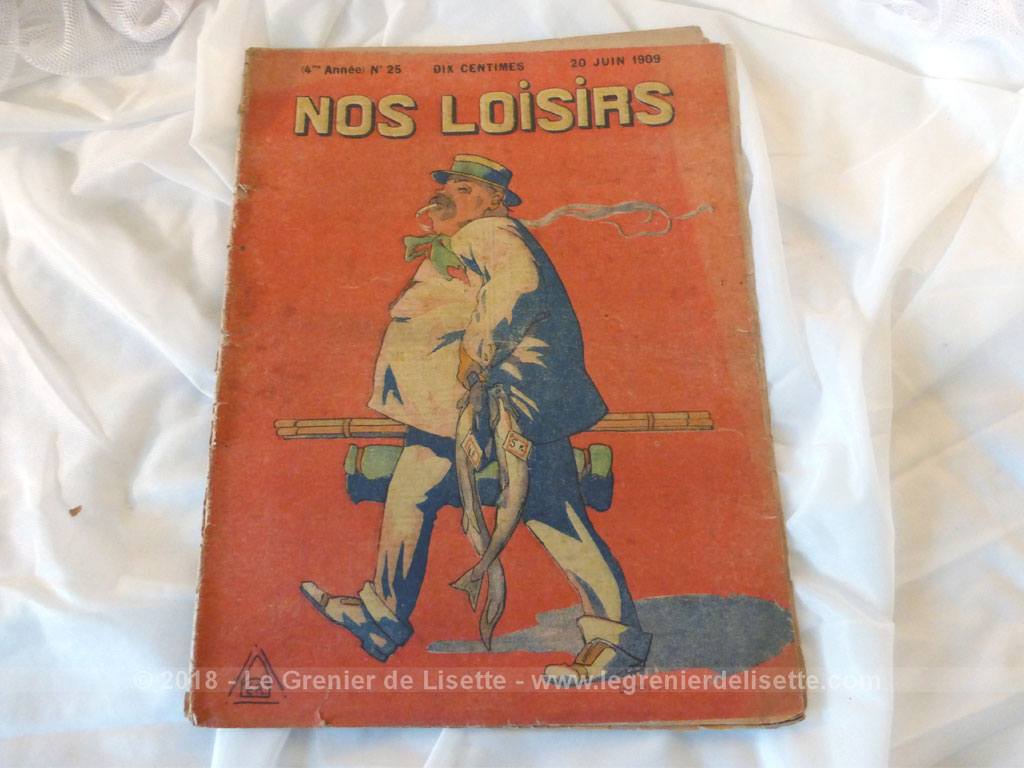 (4me Année) N° 25 DIX CENTIMES 20 JUIN 1909
NOS LOISIRS
© 2018 - Le Grenier de Lisette - www.legrenierdelisette.com